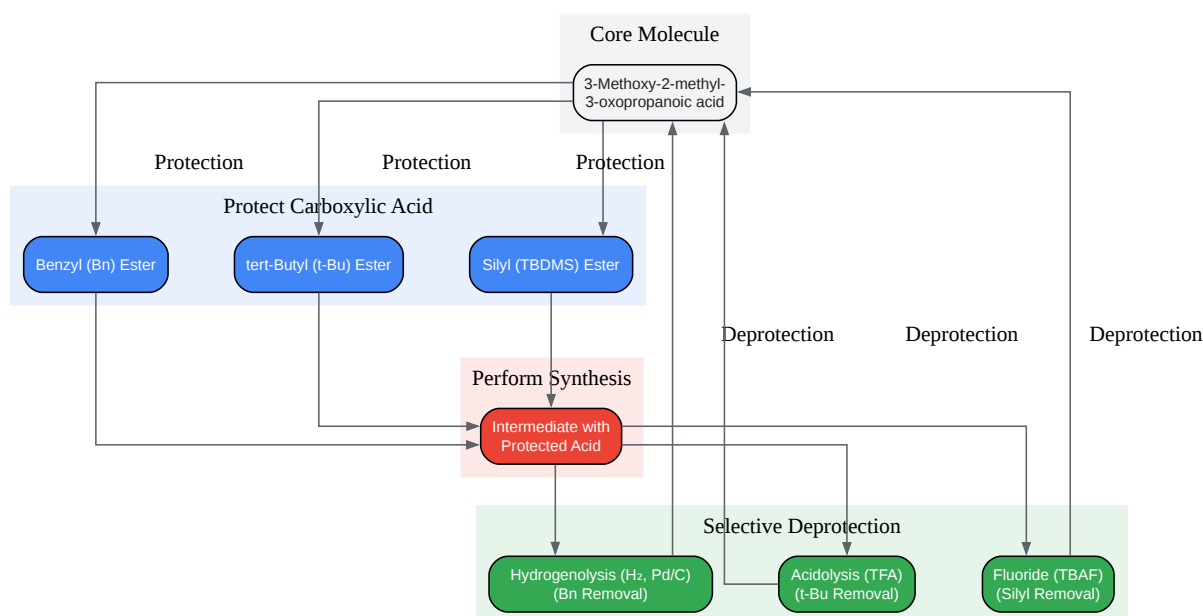 Core Molecule
3-Methoxy-2-methyl-
3-oxopropanoic acid
Protection
Protection
Protection
Protect Carboxylic Acid
Benzyl (Bn) Ester
tert-Butyl (t-Bu) Ester
Silyl (TBDMS) Ester
Deprotection
Deprotection
Deprotection
Perform Synthesis
Intermediate with
Protected Acid
Selective Deprotection
Hydrogenolysis (H₂, Pd/C)
(Bn Removal)
Acidolysis (TFA)
(t-Bu Removal)
Fluoride (TBAF)
(Silyl Removal)